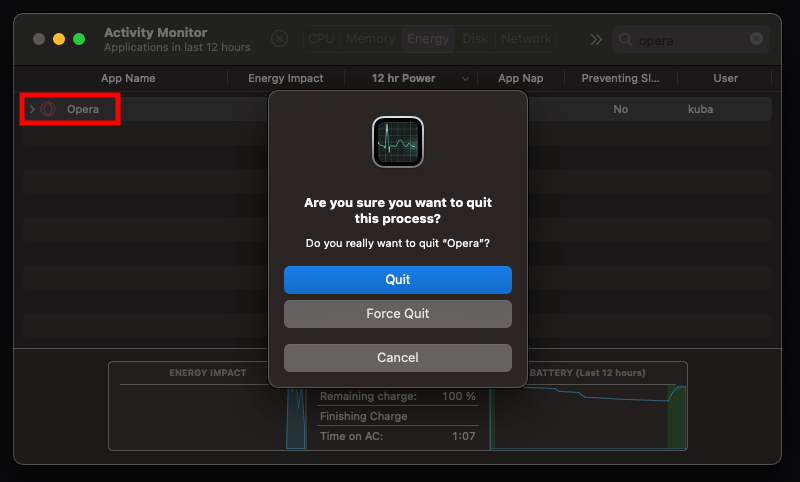 Activity Monitor
Applications in last 12 hours
CPU Memory Energy Disk Network
opera
App Name Energy Impact 12 hr Power App Nap Preventing Sl... User
Opera No kuba
Are you sure you want to quit
this process?
Do you really want to quit “Opera”?
Quit
Force Quit
Cancel
ENERGY IMPACT BATTERY (Last 12 hours)
Remaining charge: 100 %
Finishing Charge
Time on AC: 1:07